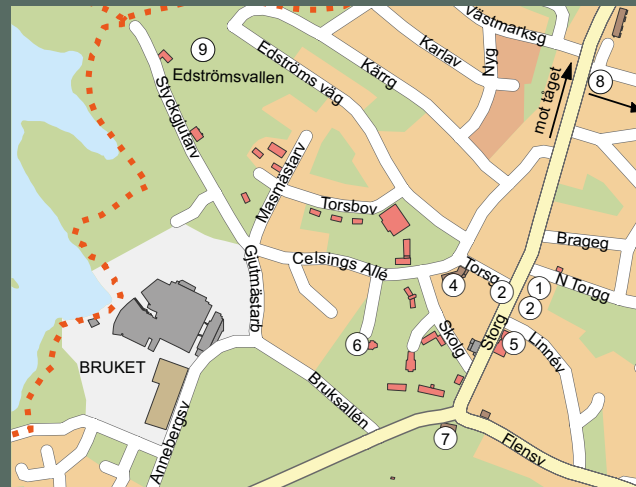 Västmarksg
9
Edströmsvallen
Edströms väg
Kärrg
Karlav
Nyg
mot tåget
8
Styckgjutarv
Masmästarv
Torsbov
Gjutmästarp
Celsings Allé
4
Torsg
2
1
2
Brageg
N Torgg
Storg
5
Linnév
Skolg
6
BRUKET
Bruksallén
Annebergsv
7
Flensv